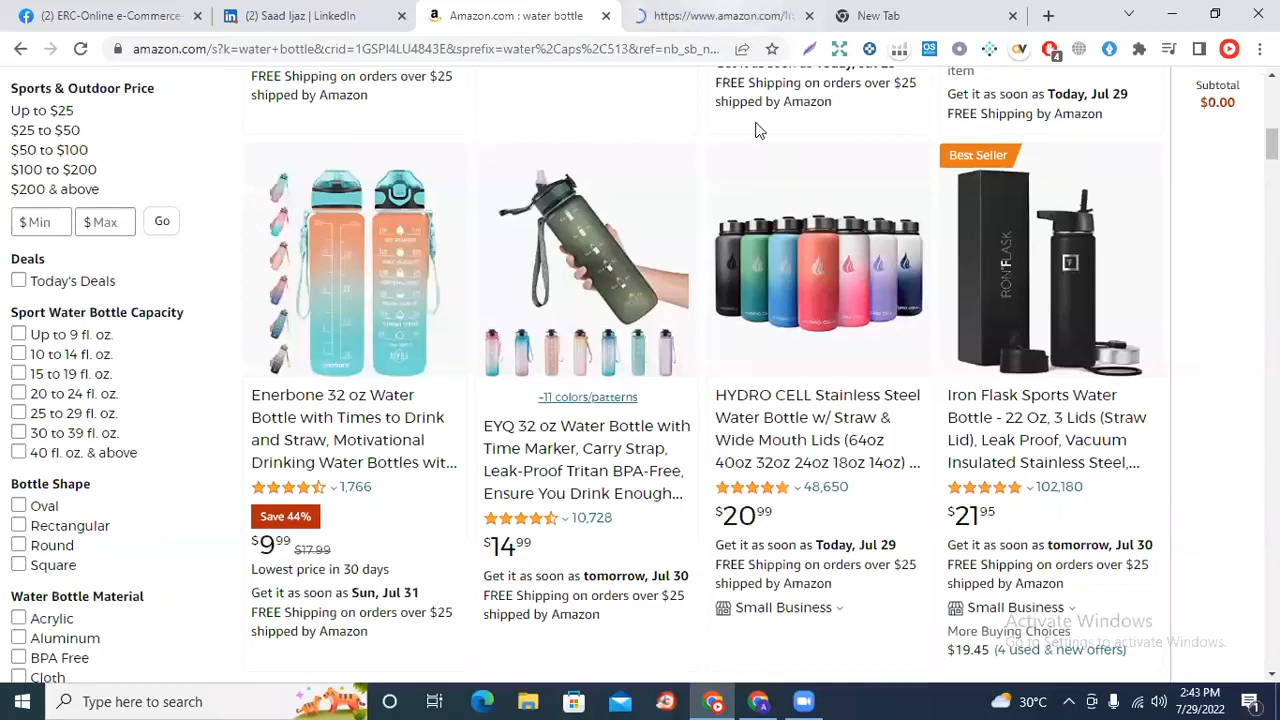 (2) ERC-Online e-Commerce-
(2) Saad Ijaz | LinkedIn
Amazon.com : water bottle
https://www.amazon.com/Iro
New Tab
amazon.com/s?k=water+bottle&crid=1GSPI4LU4843E&sprefix=water%2Caps%2C513&ref=nb_sb_n...
Sports & Outdoor Price
Up to $25
$25 to $50
$50 to $100
$100 to $200
$200 & above
$ Min
$ Max
Go
Deals
Today's Deals
Sport Water Bottle Capacity
Up to 9 fl. oz.
10 to 14 fl. oz.
15 to 19 fl. oz.
20 to 24 fl. oz.
25 to 29 fl. oz.
30 to 39 fl. oz.
40 fl. oz. & above
Bottle Shape
Oval
Rectangular
Round
Square
Water Bottle Material
Acrylic
Aluminum
BPA Free
Cloth
FREE Shipping on orders over $25
shipped by Amazon
Get it as soon as Today, Jul 29
FREE Shipping on orders over $25
shipped by Amazon
item
Get it as soon as Today, Jul 29
FREE Shipping by Amazon
Subtotal
$0.00
Enerbone 32 oz Water
Bottle with Times to Drink
and Straw, Motivational
Drinking Water Bottles wit...
1,766
Save 44%
$9.99 $17.99
Lowest price in 30 days
Get it as soon as Sun, Jul 31
FREE Shipping on orders over $25
shipped by Amazon
+11 colors/patterns
EYQ 32 oz Water Bottle with
Time Marker, Carry Strap,
Leak-Proof Tritan BPA-Free,
Ensure You Drink Enough...
10,728
$14.99
Get it as soon as tomorrow, Jul 30
FREE Shipping on orders over $25
shipped by Amazon
HYDRO CELL Stainless Steel
Water Bottle w/ Straw &
Wide Mouth Lids (64oz
40oz 32oz 24oz 18oz 14oz) ...
48,650
$20.99
Get it as soon as Today, Jul 29
FREE Shipping on orders over $25
shipped by Amazon
Small Business
Best Seller
IRON FLASK
Iron Flask Sports Water
Bottle - 22 Oz, 3 Lids (Straw
Lid), Leak Proof, Vacuum
Insulated Stainless Steel,...
102,180
$21.95
Get it as soon as tomorrow, Jul 30
FREE Shipping on orders over $25
shipped by Amazon
Small Business
More Buying Choices
$19.45 (4 used & new offers)
Activate Windows
Go to Settings to activate Windows.
Type here to search
30°C
2:43 PM
7/29/2022